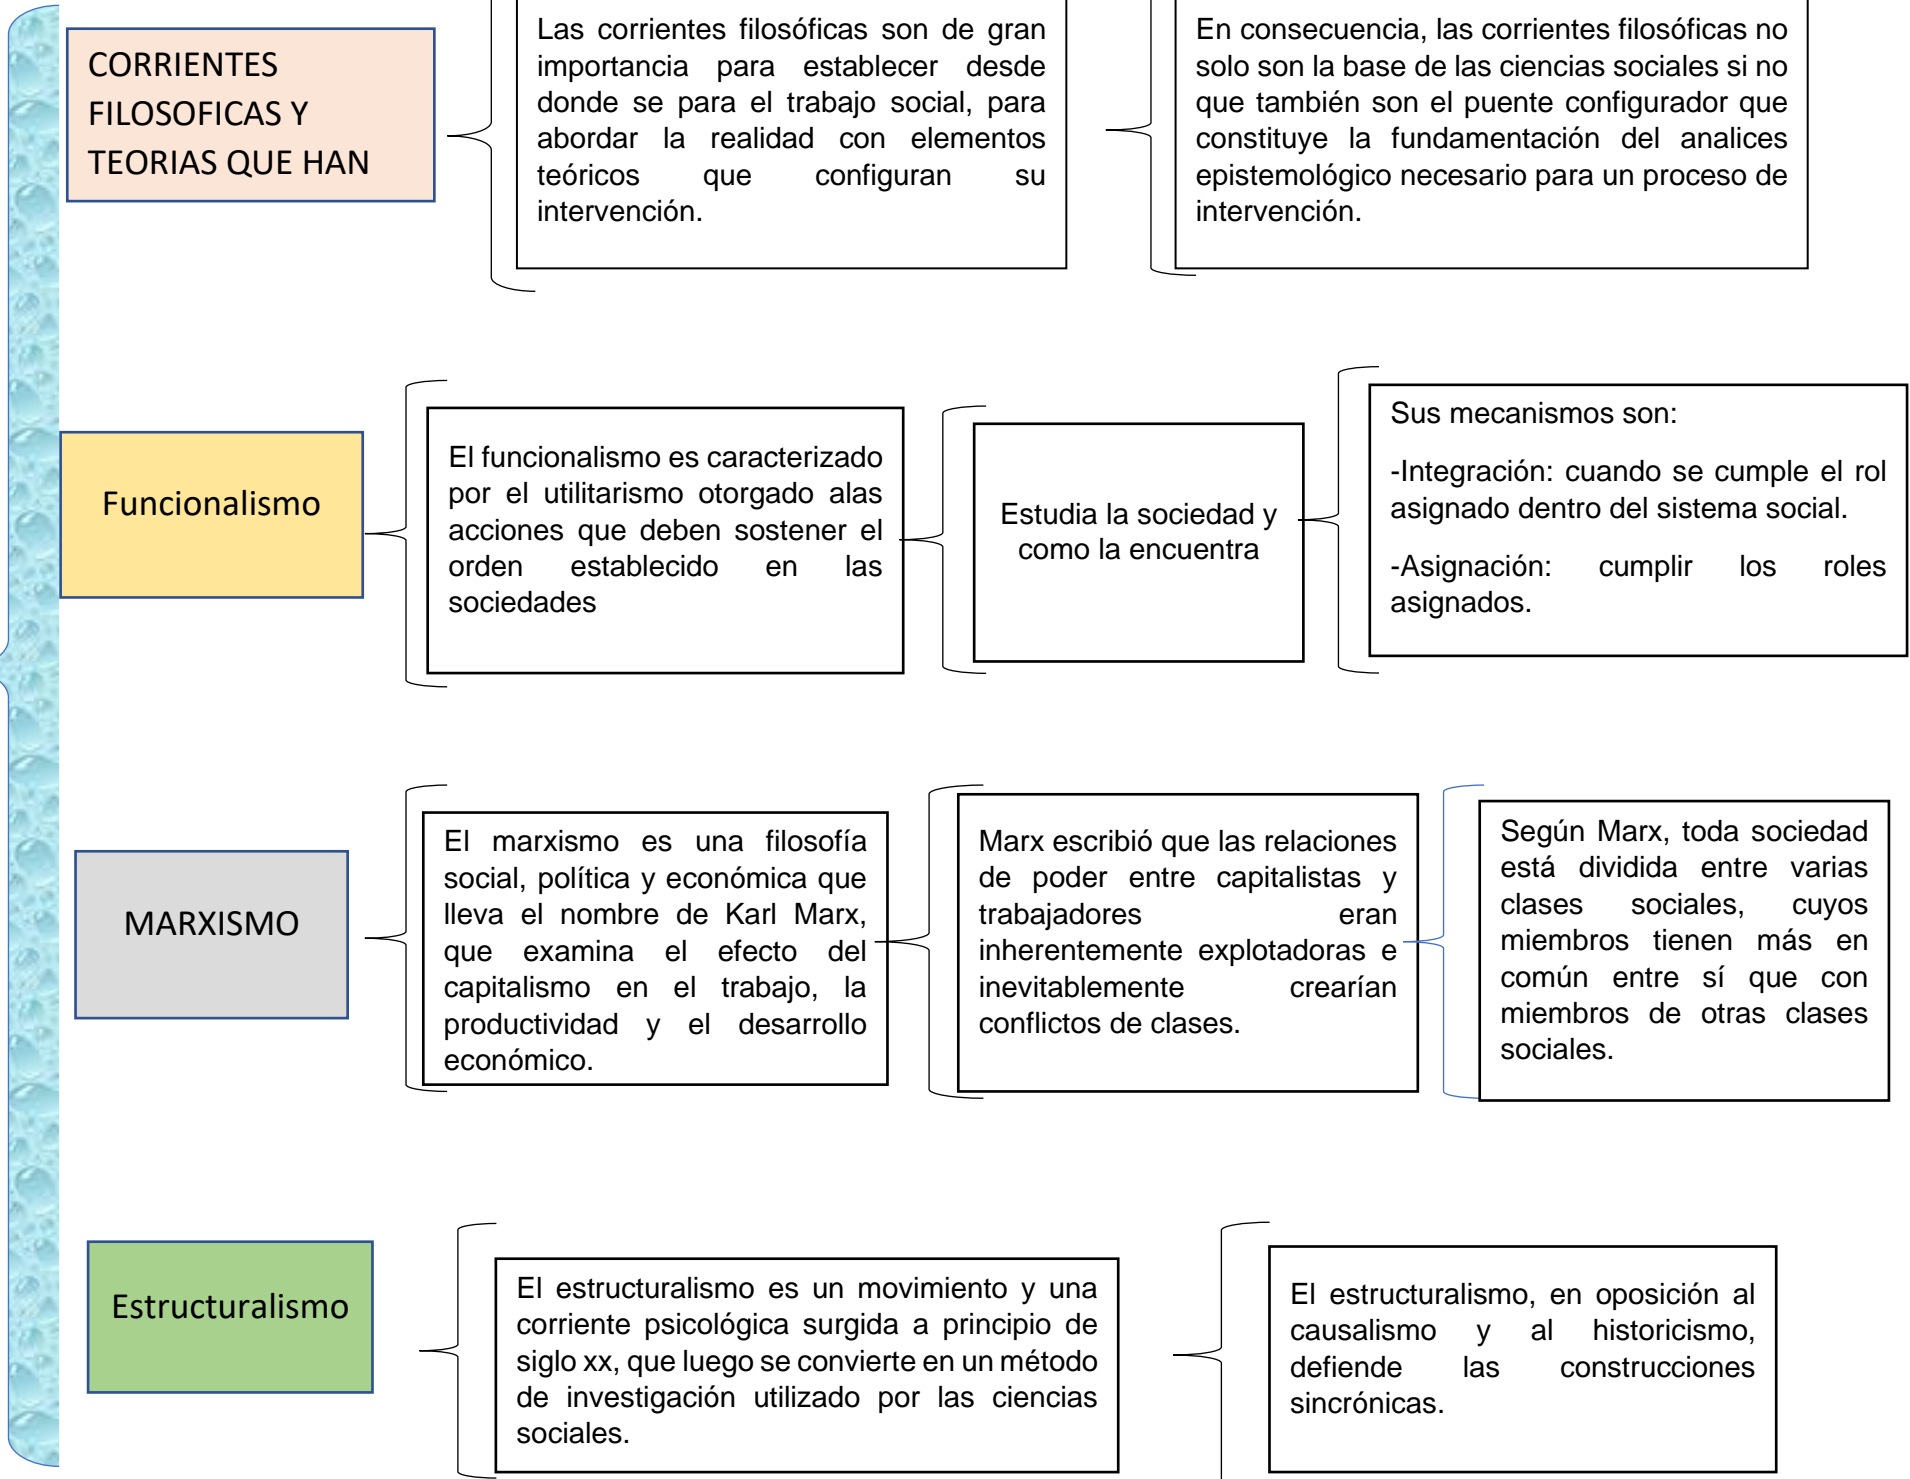 CORRIENTES
FILOSOFICAS Y
TEORIAS QUE HAN
Las corrientes filosóficas son de gran
importancia para establecer desde
donde se para el trabajo social, para
abordar la realidad con elementos
teóricos que configuran su
intervención.
En consecuencia, las corrientes filosóficas no
solo son la base de las ciencias sociales si no
que también son el puente configurador que
constituye la fundamentación del analices
epistemológico necesario para un proceso de
intervención.
Funcionalismo
El funcionalismo es caracterizado
por el utilitarismo otorgado alas
acciones que deben sostener el
orden establecido en las
sociedades
Estudia la sociedad y
como la encuentra
Sus mecanismos son:
-Integración: cuando se cumple el rol
asignado dentro del sistema social.
-Asignación: cumplir los roles
asignados.
MARXISMO
El marxismo es una filosofía
social, política y económica que
lleva el nombre de Karl Marx,
que examina el efecto del
capitalismo en el trabajo, la
productividad y el desarrollo
económico.
Marx escribió que las relaciones
de poder entre capitalistas y
trabajadores eran
inherentemente explotadoras e
inevitablemente crearían
conflictos de clases.
Según Marx, toda sociedad
está dividida entre varias
clases sociales, cuyos
miembros tienen más en
común entre sí que con
miembros de otras clases
sociales.
Estructuralismo
El estructuralismo es un movimiento y una
corriente psicológica surgida a principio de
siglo xx, que luego se convierte en un método
de investigación utilizado por las ciencias
sociales.
El estructuralismo, en oposición al
causalismo y al historicismo,
defiende las construcciones
sincrónicas.